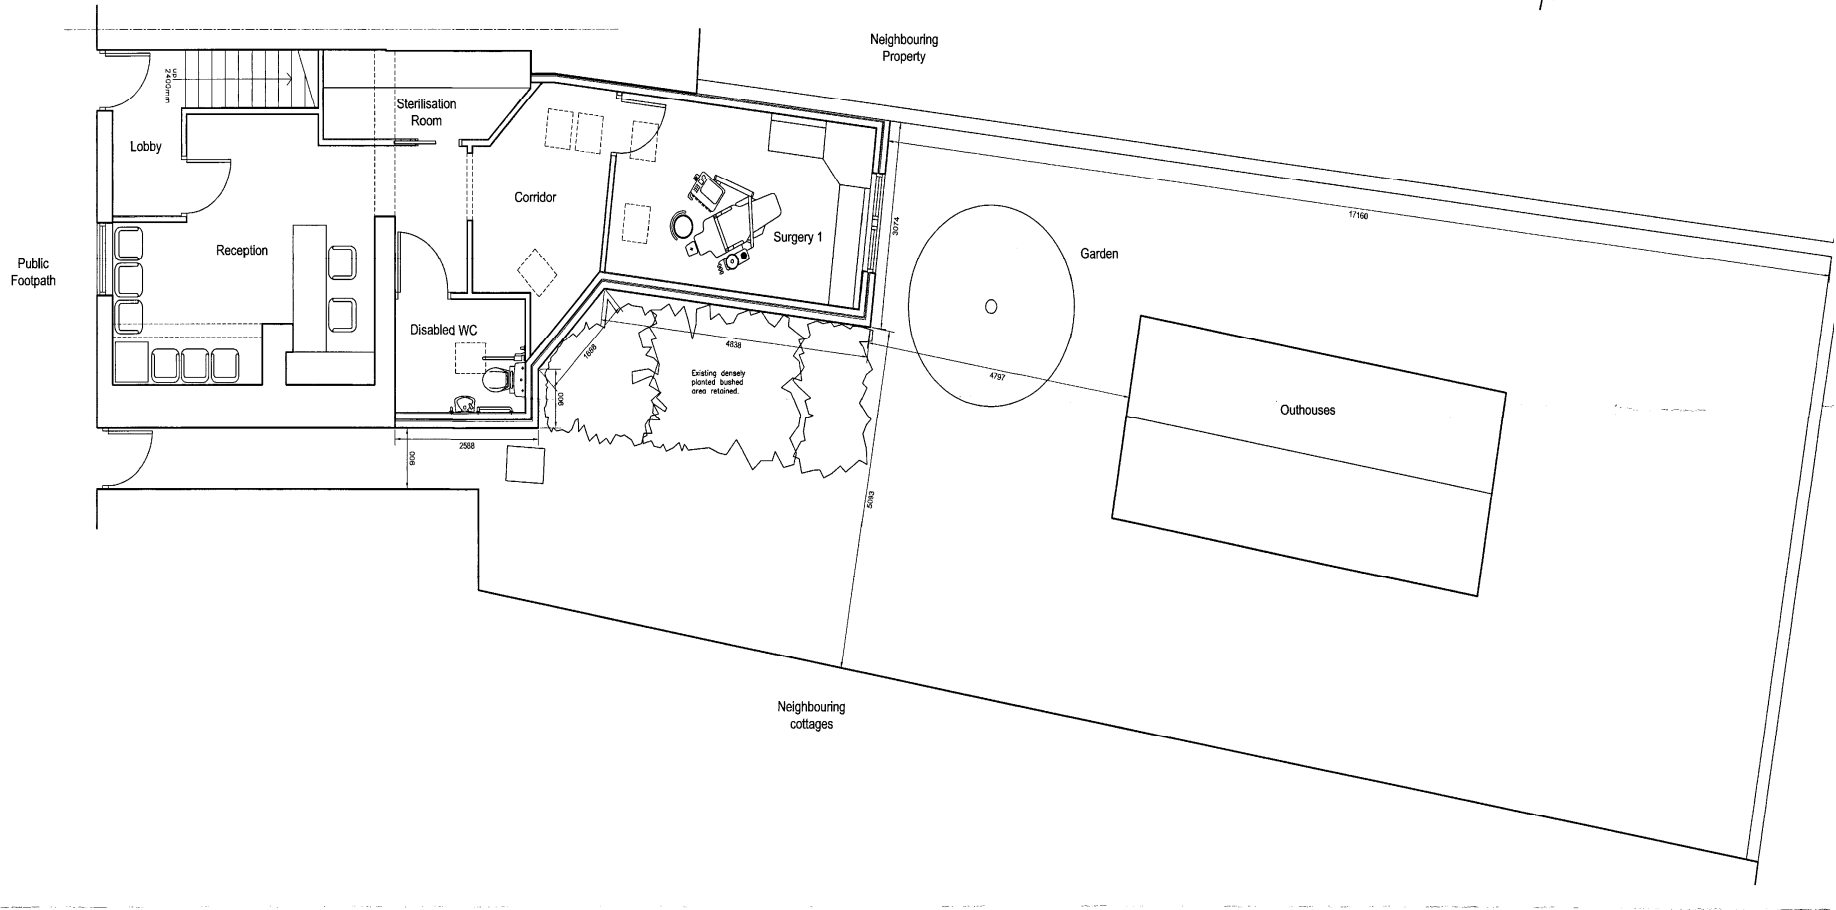 Neighbouring
Property
up
2400mm
Sterilisation
Room
Lobby
Corridor
Public
Footpath
Reception
Surgery 1
3074
17160
Garden
Disabled WC
1668
4838
4797
Existing densely
planted bushed
area retained.
900
Outhouses
2588
900
5093
Neighbouring
cottages